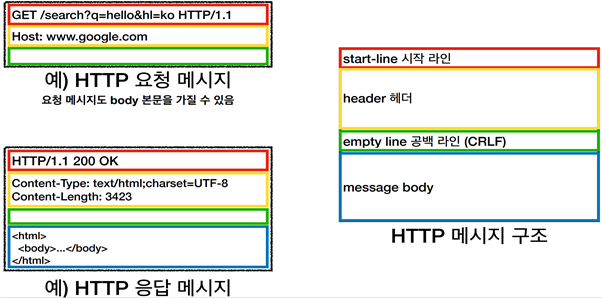 GET /search?q=hello&hl=ko HTTP/1.1
Host: www.google.com
예) HTTP 요청 메시지
요청 메시지도 body 본문을 가질 수 있음
HTTP/1.1 200 OK
Content-Type: text/html;charset=UTF-8
Content-Length: 3423
<html>
<body>...</body>
</html>
예) HTTP 응답 메시지
start-line 시작 라인
header 헤더
empty line 공백 라인 (CRLF)
message body
HTTP 메시지 구조